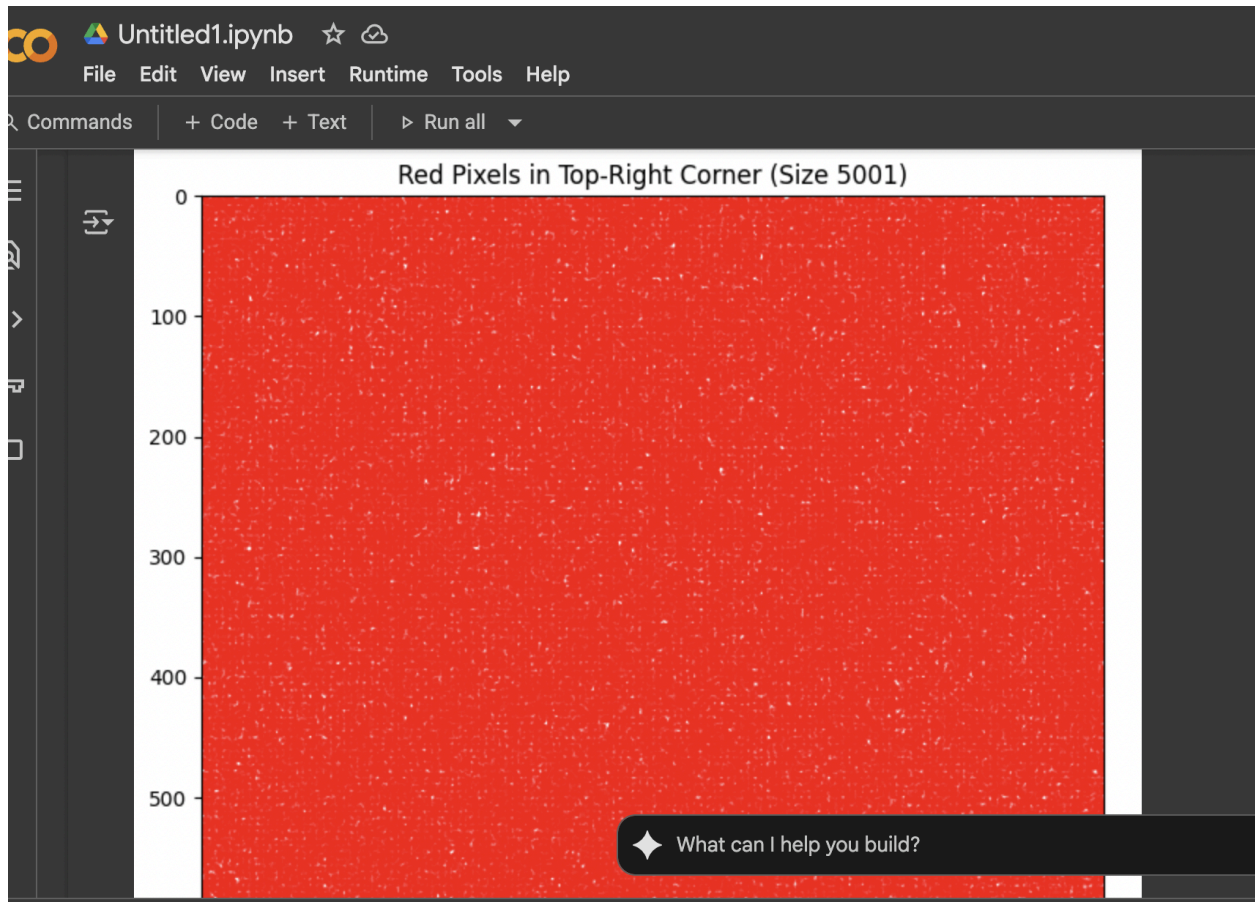 Untitled1.ipynb
File Edit View Insert Runtime Tools Help
Commands + Code + Text Run all
Red Pixels in Top-Right Corner (Size 5001)
0
100
200
300
400
500
What can I help you build?